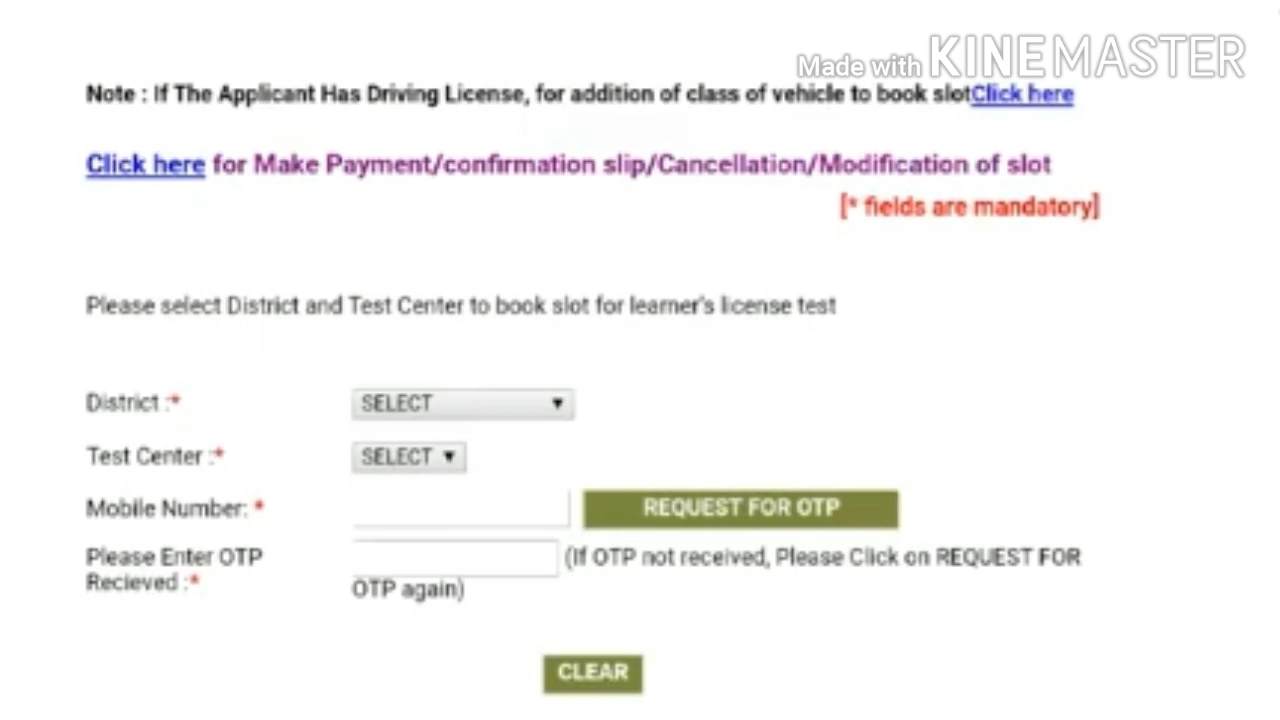 Made with KINEMASTER
Note : If The Applicant Has Driving License, for addition of class of vehicle to book slotClick here
Click here for Make Payment/confirmation slip/Cancellation/Modification of slot
[* fields are mandatory]
Please select District and Test Center to book slot for learner's license test
District :* SELECT
Test Center :* SELECT
Mobile Number: * REQUEST FOR OTP
Please Enter OTP (If OTP not received, Please Click on REQUEST FOR
Recieved :* OTP again)
CLEAR